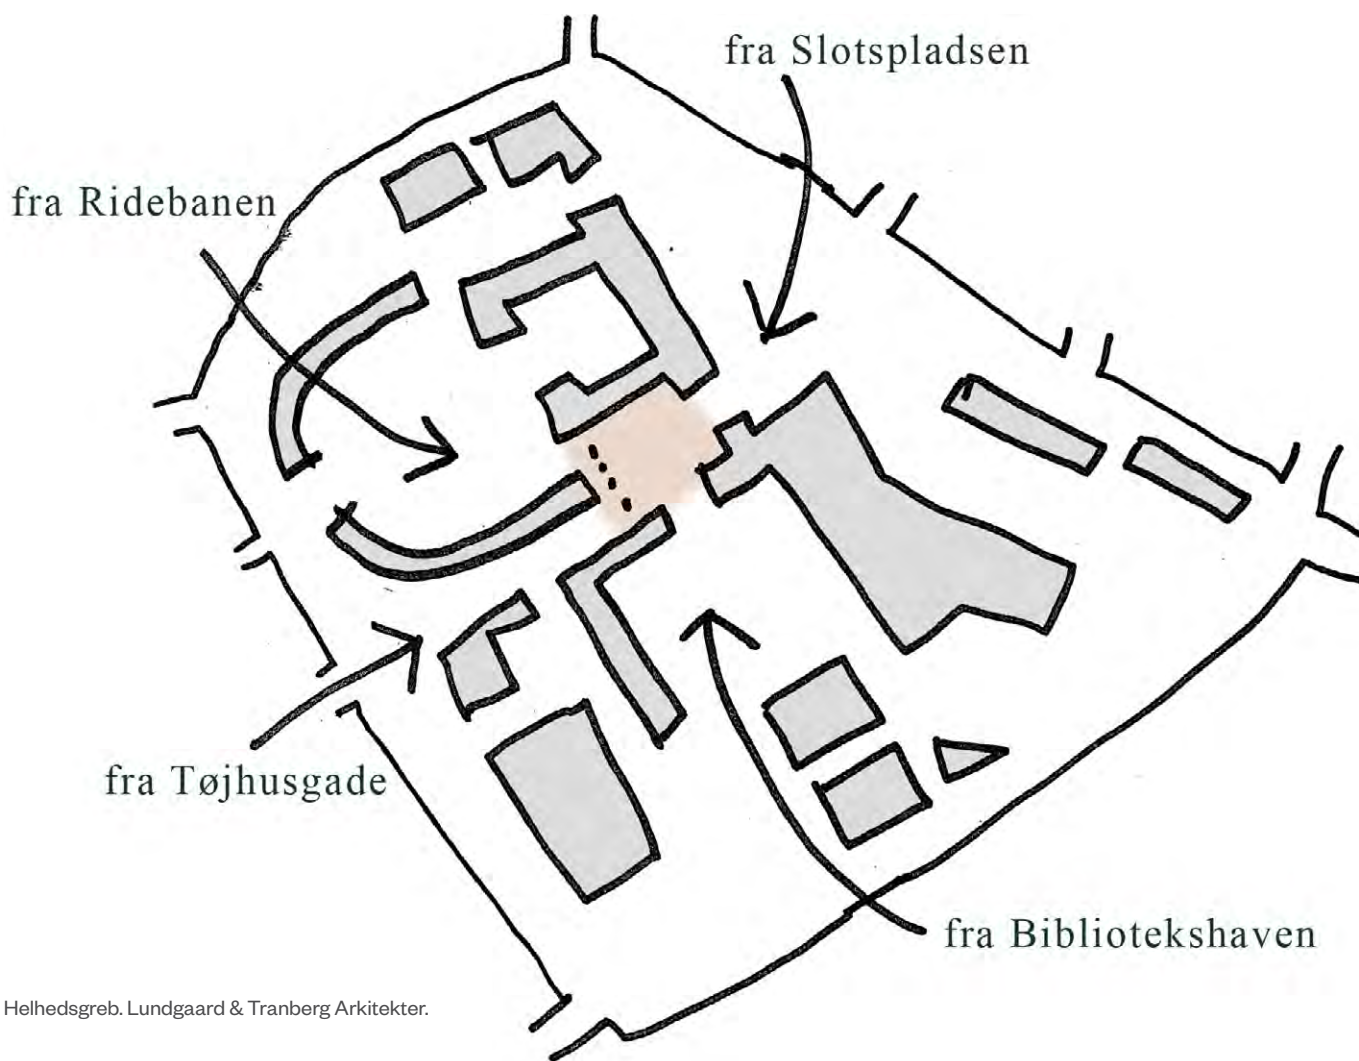 fra Slotspladsen
fra Ridebanen
fra Tøjhusgade
fra Bibliotekshaven
Helhedsgreb. Lundgaard & Tranberg Arkitekter.